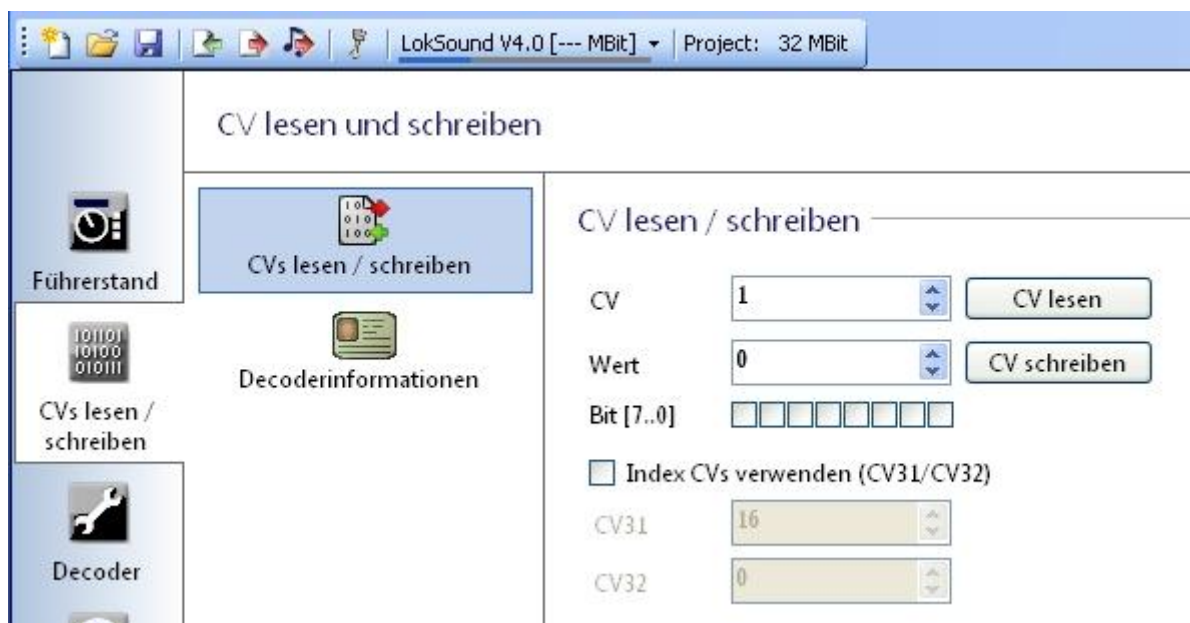 LokSound V4.0 [--- MBit] Project: 32 MBit
CV lesen und schreiben
Führerstand
CVs lesen /
schreiben
Decoder
CVs lesen / schreiben
Decoderinformationen
CV lesen / schreiben
CV 1 CV lesen
Wert 0 CV schreiben
Bit [7..0]
Index CVs verwenden (CV31/CV32)
CV31 16
CV32 0